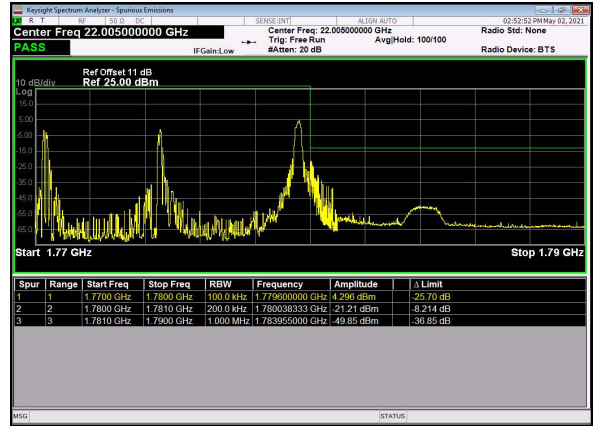 Keysight Spectrum Analyzer - Spurious Emissions
R T RF 50 Ω DC SENSE:INT ALIGN AUTO 02:52:52 PM May 02, 2021
Center Freq 22.005000000 GHz Center Freq: 22.005000000 GHz Radio Std: None
Trig: Free Run Avg|Hold: 100/100
PASS IFGain:Low #Atten: 20 dB Radio Device: BTS
Ref Offset 11 dB
10 dB/div Ref 25.00 dBm
Log
15.0
5.00
-5.00
-15.0
-25.0
-35.0
-45.0
-55.0
-65.0
Start 1.77 GHz Stop 1.79 GHz
Spur Range Start Freq Stop Freq RBW Frequency Amplitude Δ Limit
1 1 1.7700 GHz 1.7800 GHz 100.0 kHz 1.779600000 GHz 4.296 dBm -25.70 dB
2 2 1.7800 GHz 1.7810 GHz 200.0 kHz 1.780038333 GHz -21.21 dBm -8.214 dB
3 3 1.7810 GHz 1.7900 GHz 1.000 MHz 1.783955000 GHz -49.85 dBm -36.85 dB
MSG STATUS